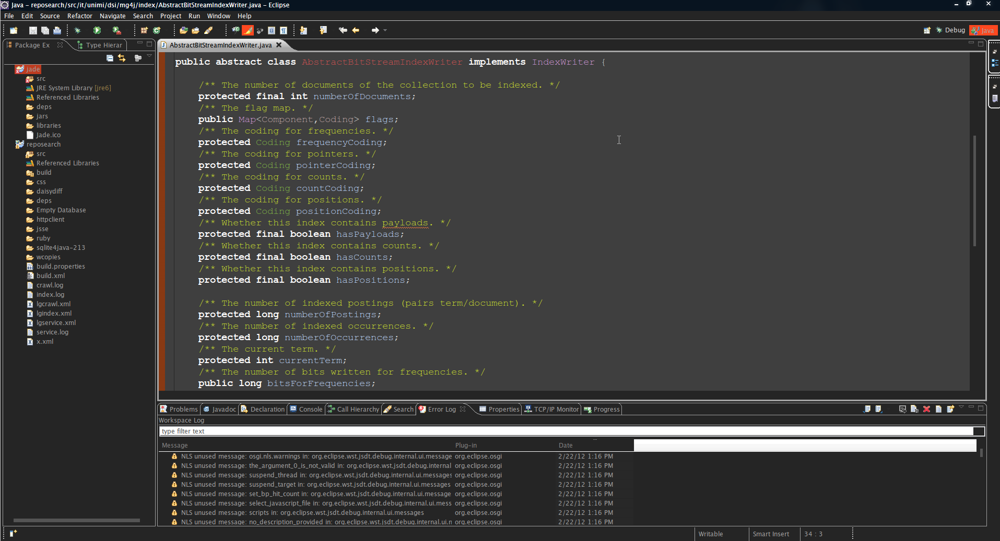 Java - reposearch/src/it/unimi/dsi/mg4j/index/AbstractBitStreamIndexWriter.java - Eclipse
File Edit Source Refactor Navigate Search Project Run Window Help
Debug Java
Package Ex Type Hierar
Jade
src
JRE System Library [jre6]
Referenced Libraries
deps
jars
libraries
Jade.ico
reposearch
src
Referenced Libraries
build
css
daisydiff
deps
Empty Database
httpclient
jsse
ruby
sqlite4java-213
wcopies
build.properties
build.xml
crawl.log
index.log
lgcrawl.xml
lgindex.xml
lgservice.xml
service.log
x.xml
AbstractBitStreamIndexWriter.java
public abstract class AbstractBitStreamIndexWriter implements IndexWriter {
/** The number of documents of the collection to be indexed. */
protected final int numberOfDocuments;
/** The flag map. */
public Map<Component,Coding> flags;
/** The coding for frequencies. */
protected Coding frequencyCoding;
/** The coding for pointers. */
protected Coding pointerCoding;
/** The coding for counts. */
protected Coding countCoding;
/** The coding for positions. */
protected Coding positionCoding;
/** Whether this index contains payloads. */
protected final boolean hasPayloads;
/** Whether this index contains counts. */
protected final boolean hasCounts;
/** Whether this index contains positions. */
protected final boolean hasPositions;
/** The number of indexed postings (pairs term/document). */
protected long numberOfPostings;
/** The number of indexed occurrences. */
protected long numberOfOccurrences;
/** The current term. */
protected int currentTerm;
/** The number of bits written for frequencies. */
public long bitsForFrequencies;
Problems Javadoc Declaration Console Call Hierarchy Search Error Log Properties TCP/IP Monitor Progress
Workspace Log
type filter text
Message Plug-in Date
NLS unused message: osgi.nls.warnings in: org.eclipse.wst.jsdt.debug.internal.ui.message org.eclipse.osgi 2/22/12 1:16 PM
NLS unused message: the_argument_0_is_not_valid in: org.eclipse.wst.jsdt.debug.internal org.eclipse.osgi 2/22/12 1:16 PM
NLS unused message: suspend_thread in: org.eclipse.wst.jsdt.debug.internal.ui.messages org.eclipse.osgi 2/22/12 1:16 PM
NLS unused message: suspend_target in: org.eclipse.wst.jsdt.debug.internal.ui.messages org.eclipse.osgi 2/22/12 1:16 PM
NLS unused message: set_bp_hit_count in: org.eclipse.wst.jsdt.debug.internal.ui.message org.eclipse.osgi 2/22/12 1:16 PM
NLS unused message: select_javascript_file in: org.eclipse.wst.jsdt.debug.internal.ui.mess org.eclipse.osgi 2/22/12 1:16 PM
NLS unused message: scripts in: org.eclipse.wst.jsdt.debug.internal.ui.messages org.eclipse.osgi 2/22/12 1:16 PM
NLS unused message: no_description_provided in: org.eclipse.wst.jsdt.debug.internal.ui.n org.eclipse.osgi 2/22/12 1:16 PM
Writable Smart Insert 34 : 3